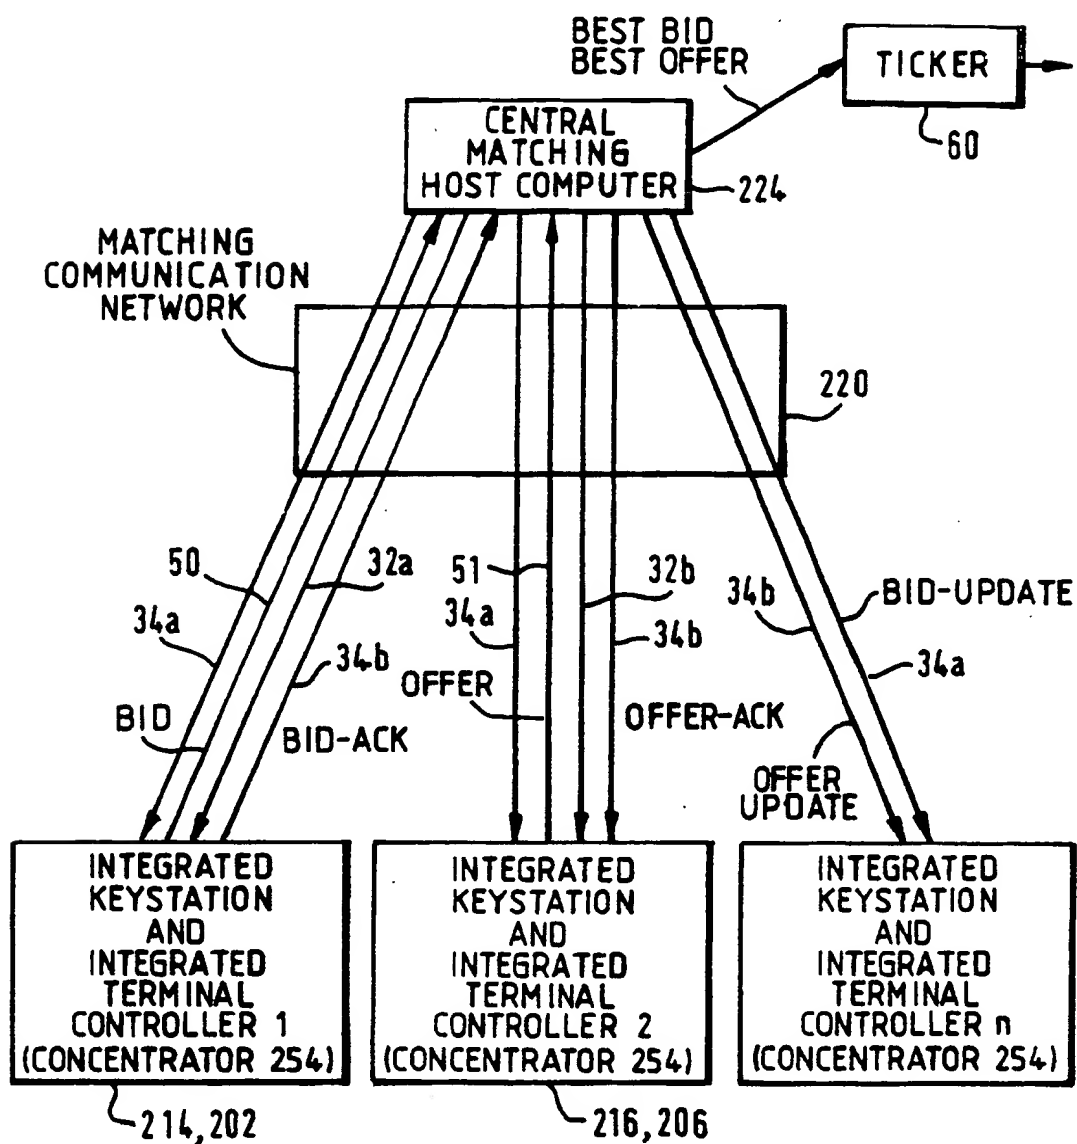 BEST BID
BEST OFFER
TICKER
60
CENTRAL
MATCHING
HOST COMPUTER
224
MATCHING
COMMUNICATION
NETWORK
220
50
32a
51
32b
34b
BID-UPDATE
34a
34a
34b
34b
34a
OFFER
BID
BID-ACK
OFFER-ACK
OFFER
UPDATE
INTEGRATED
KEYSTATION
AND
INTEGRATED
TERMINAL
CONTROLLER 1
(CONCENTRATOR 254)
INTEGRATED
KEYSTATION
AND
INTEGRATED
TERMINAL
CONTROLLER 2
(CONCENTRATOR 254)
INTEGRATED
KEYSTATION
AND
INTEGRATED
TERMINAL
CONTROLLER n
(CONCENTRATOR 254)
214,202
216,206